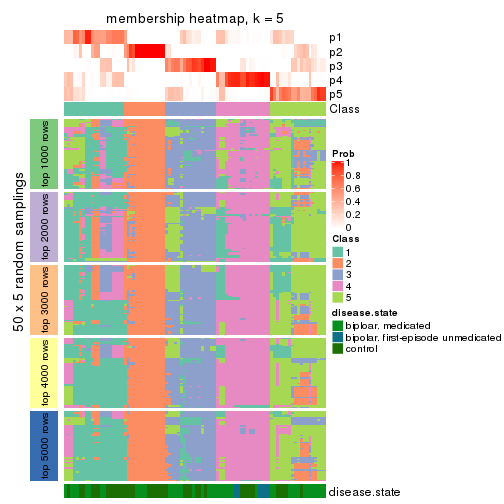 membership heatmap, k = 5
p1
p2
p3
p4
p5
Class
50 x 5 random samplings
top 1000 rows
top 2000 rows
top 3000 rows
top 4000 rows
top 5000 rows
Prob
1
0.8
0.6
0.4
0.2
0
Class
1
2
3
4
5
disease.state
biploar. medicated
bipolar. first-episode unmedicated
control
disease.state